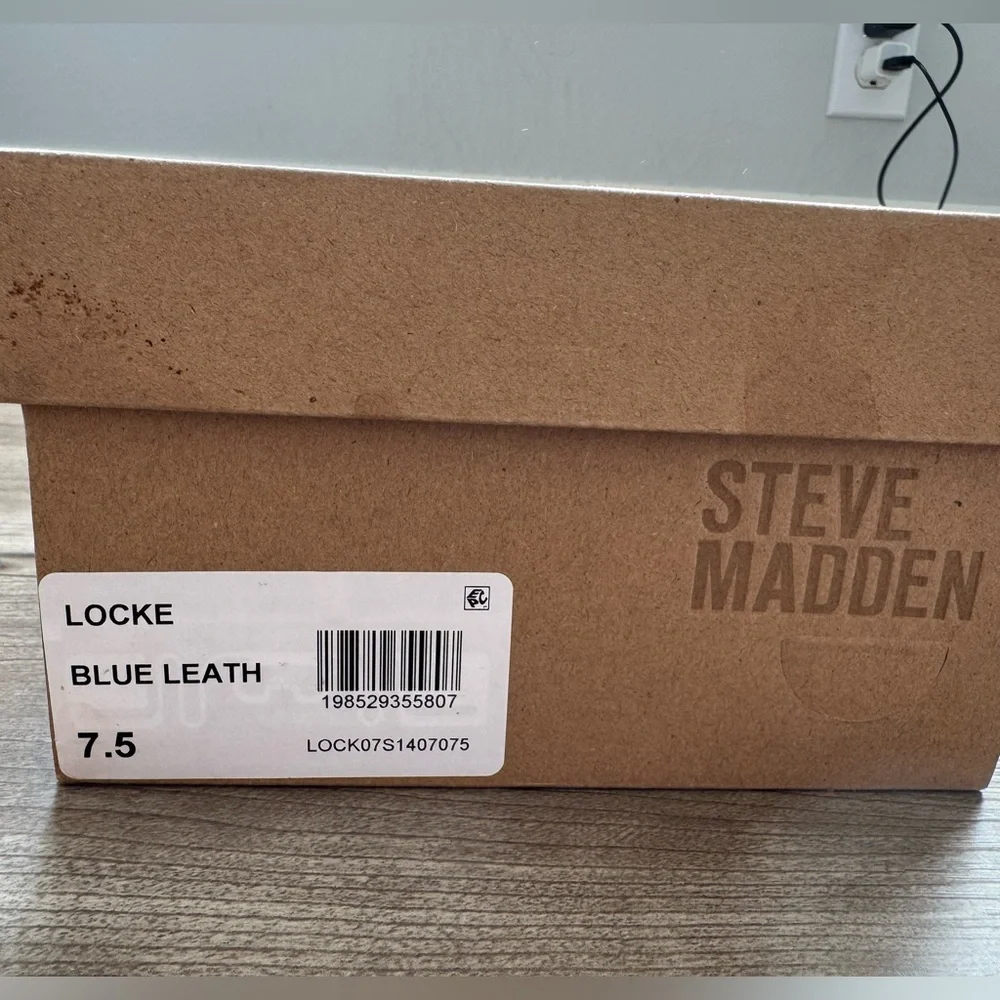 STEVE
MADDEN
LOCKE
BLUE LEATH
198529355807
7.5
LOCK07S1407075